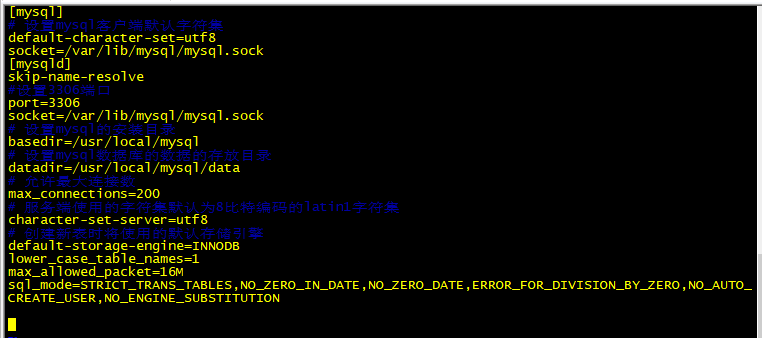 [mysql]
# 设置mysql客户端默认字符集
default-character-set=utf8
socket=/var/lib/mysql/mysql.sock
[mysqld]
skip-name-resolve
#设置3306端口
port=3306
socket=/var/lib/mysql/mysql.sock
# 设置mysql的安装目录
basedir=/usr/local/mysql
# 设置mysql数据库的数据的存放目录
datadir=/usr/local/mysql/data
# 允许最大连接数
max_connections=200
# 服务端使用的字符集默认为8比特编码的latin1字符集
character-set-server=utf8
# 创建新表时将使用的默认存储引擎
default-storage-engine=INNODB
lower_case_table_names=1
max_allowed_packet=16M
sql_mode=STRICT_TRANS_TABLES,NO_ZERO_IN_DATE,NO_ZERO_DATE,ERROR_FOR_DIVISION_BY_ZERO,NO_AUTO_
CREATE_USER,NO_ENGINE_SUBSTITUTION